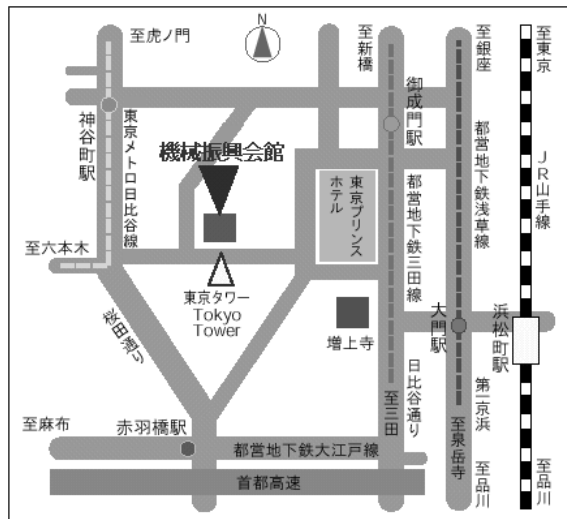 至虎ノ門
N
至新橋
至銀座
至東京
御成門駅
神谷町駅
東京メトロ日比谷線
機械振興会館
東京プリンス
ホテル
都営地下鉄三田線
都営地下鉄浅草線
JR山手線
至六本木
東京タワー
Tokyo
Tower
増上寺
大門駅
浜松町駅
桜田通り
日比谷通り
第一京浜
至三田
至泉岳寺
至麻布
赤羽橋駅
都営地下鉄大江戸線
首都高速
至品川
至品川